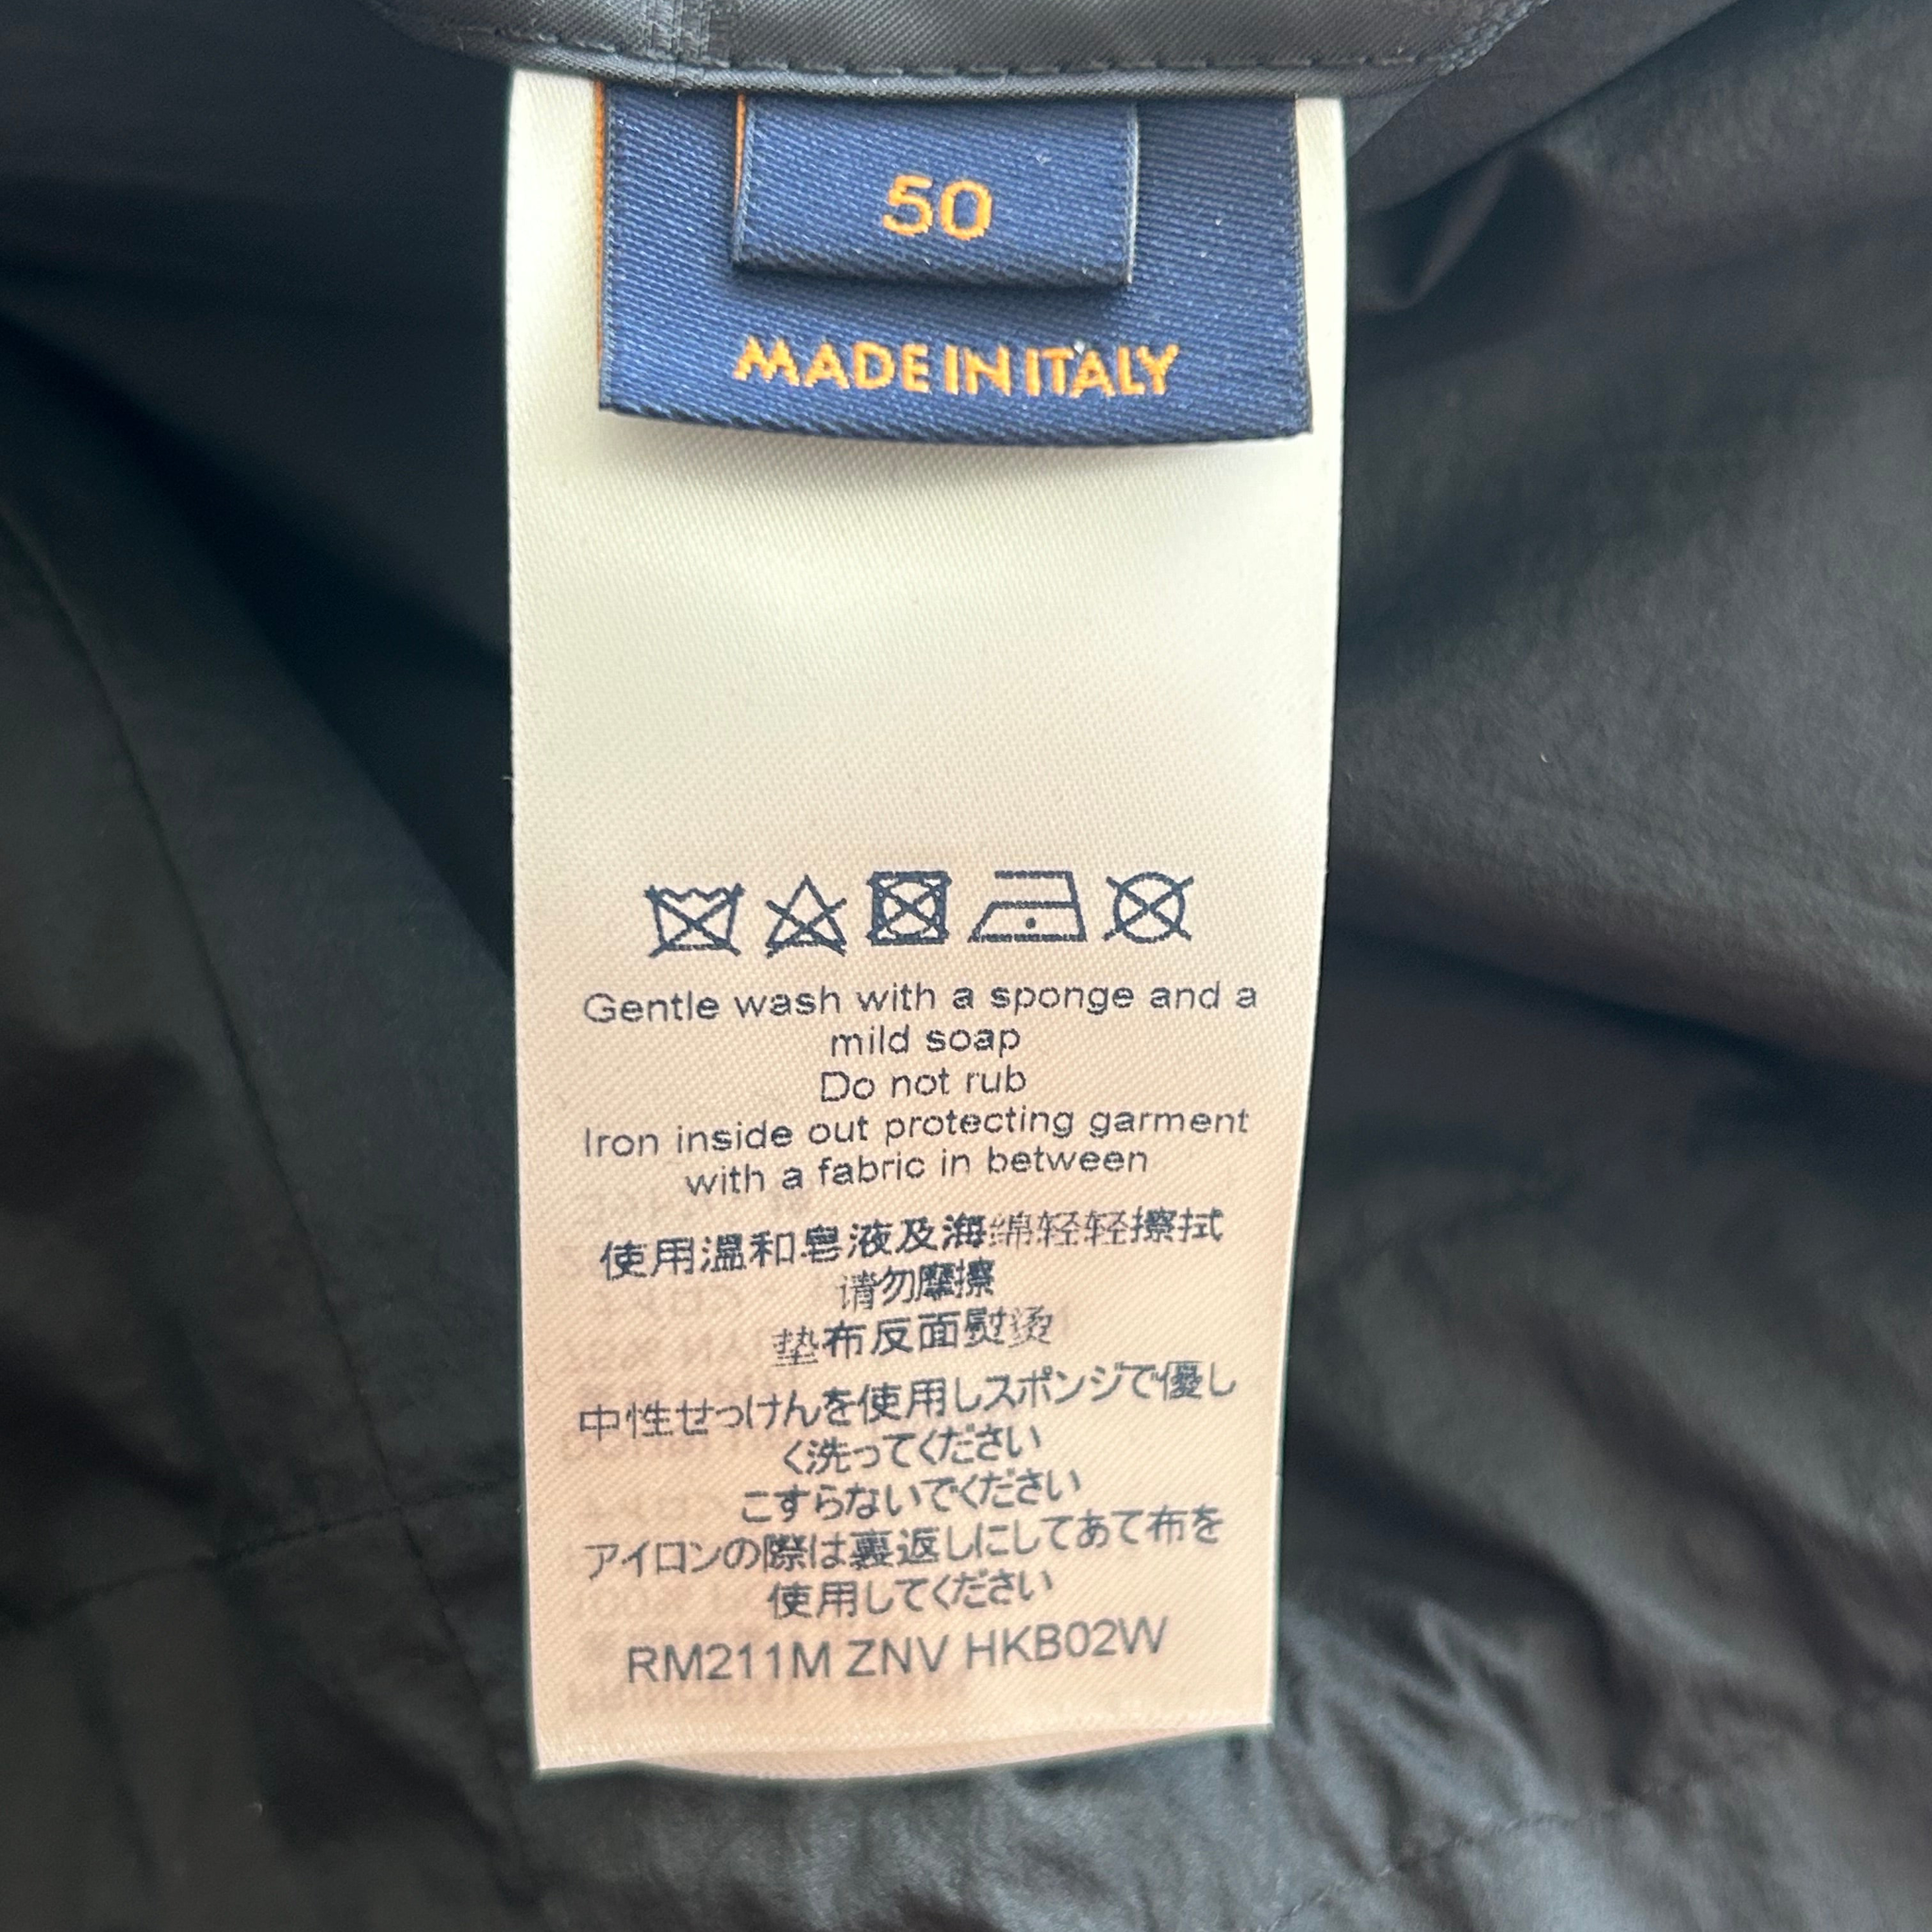 50
MADE IN ITALY
Gentle wash with a sponge and a
mild soap
Do not rub
Iron inside out protecting garment
with a fabric in between
使用温和皂液及海绵轻轻擦拭
请勿摩擦
垫布反面熨烫
中性せっけんを使用しスポンジで優し
く洗ってください
こすらないでください
アイロンの際は裏返しにしてあて布を
使用してください
RM211M ZNV HKB02W